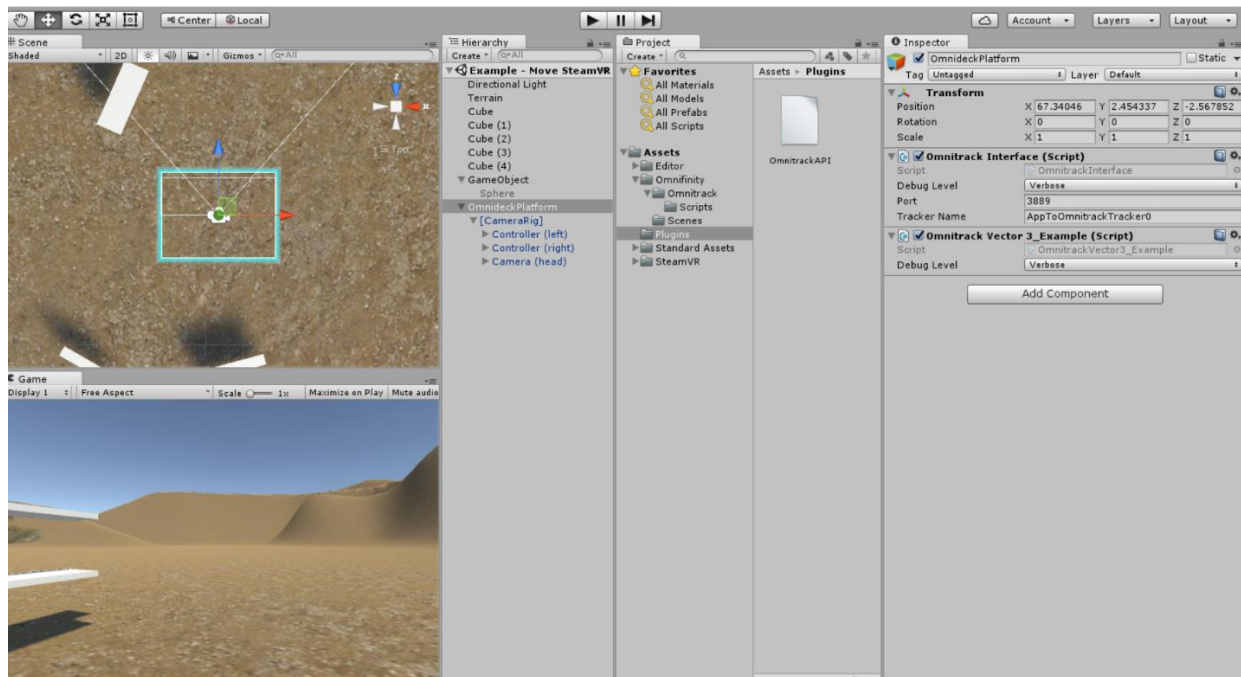 Center Local Account Layers Layout
Scene
Shaded 2D Gizmos All
z
x
Top
Game
Display 1 Free Aspect Scale 1x Maximize on Play Mute audio
Hierarchy
Create All
Example - Move SteamVR
Directional Light
Terrain
Cube
Cube (1)
Cube (2)
Cube (3)
Cube (4)
GameObject
Sphere
OmnideckPlatform
[CameraRig]
Controller (left)
Controller (right)
Camera (head)
Project
Create
Favorites
All Materials
All Models
All Prefabs
All Scripts
Assets
Editor
Omnifinity
Omnitrack
Scripts
Scenes
Plugins
Standard Assets
SteamVR
Assets Plugins
OmnitrackAPI
Inspector
OmnideckPlatform Static
Tag Untagged Layer Default
Transform
Position X 67.34046 Y 2.454337 Z -2.567852
Rotation X 0 Y 0 Z 0
Scale X 1 Y 1 Z 1
Omnitrack Interface (Script)
Script OmnitrackInterface
Debug Level Verbose
Port 3889
Tracker Name AppToOmnitrackTracker0
Omnitrack Vector 3_Example (Script)
Script OmnitrackVector3_Example
Debug Level Verbose
Add Component